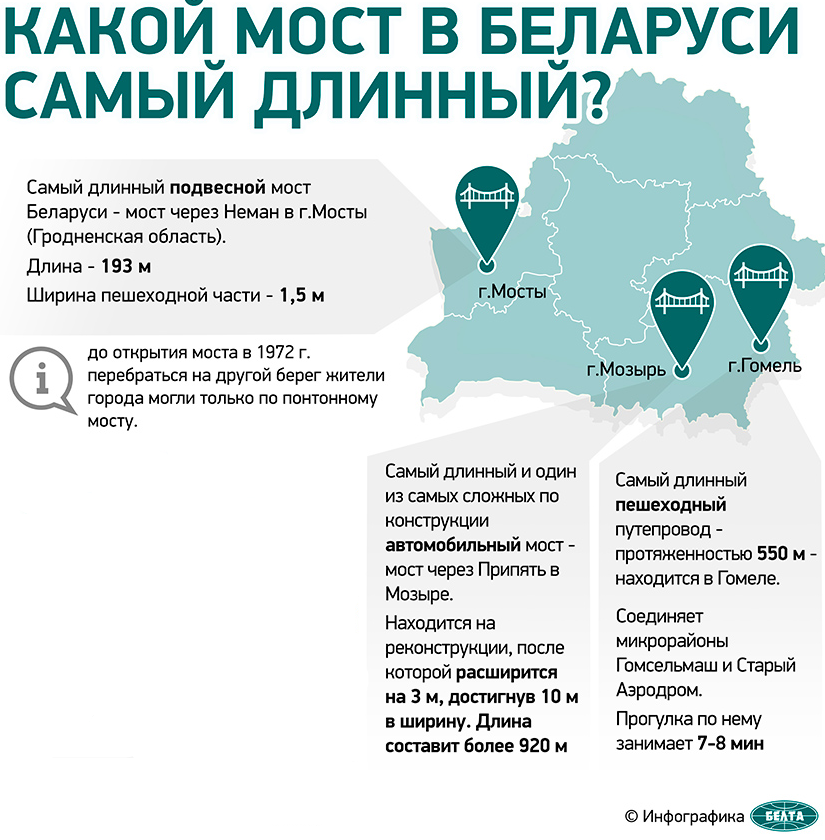 КАКОЙ МОСТ В БЕЛАРУСИ
САМЫЙ ДЛИННЫЙ?
Самый длинный подвесной мост
Беларуси - мост через Неман в г.Мосты
(Гродненская область).
Длина - 193 м
Ширина пешеходной части - 1,5 м
до открытия моста в 1972 г.
перебраться на другой берег жители
города могли только по понтонному
мосту.
г.Мосты
г.Мозырь
г.Гомель
Самый длинный и один
из самых сложных по
конструкции
автомобильный мост -
мост через Припять в
Мозыре.
Находится на
реконструкции, после
которой расширится
на 3 м, достигнув 10 м
в ширину. Длина
составит более 920 м
Самый длинный
пешеходный
путепровод -
протяженностью 550 м -
находится в Гомеле.
Соединяет
микрорайоны
Гомсельмаш и Старый
Аэродром.
Прогулка по нему
занимает 7-8 мин
© Инфографика БЕЛТА